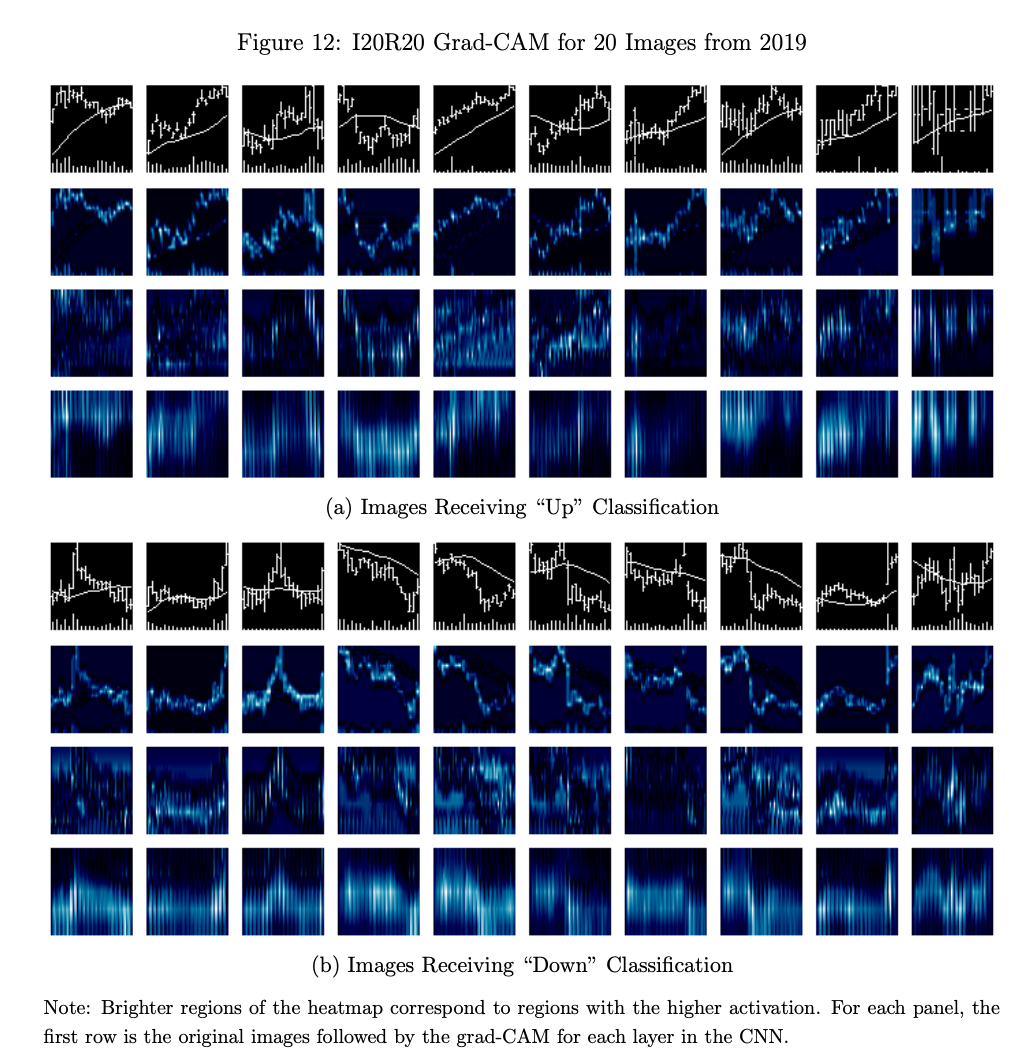 Figure 12: I20R20 Grad-CAM for 20 Images from 2019
(a) Images Receiving “Up” Classification
(b) Images Receiving “Down” Classification
Note: Brighter regions of the heatmap correspond to regions with the higher activation. For each panel, the
first row is the original images followed by the grad-CAM for each layer in the CNN.